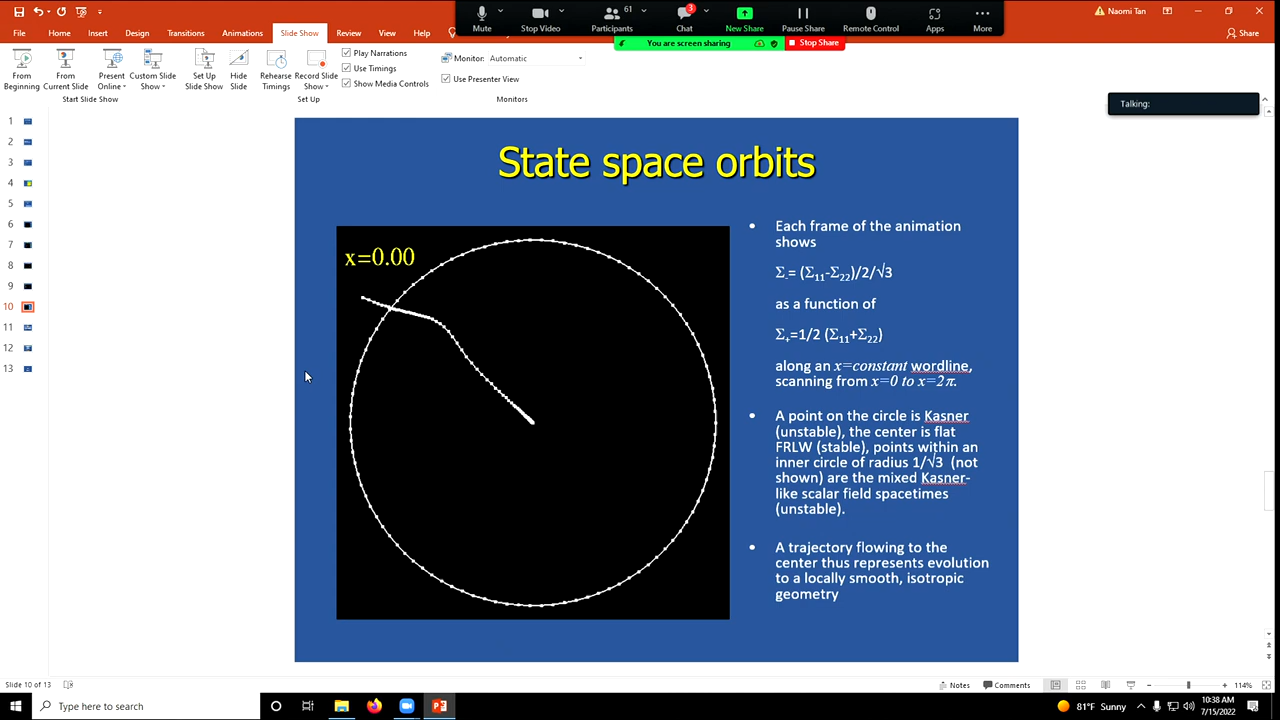 61
3
Naomi Tan
Mute
Stop Video
Participants
Chat
New Share
Pause Share
Remote Control
Apps
More
You are screen sharing
Stop Share
File
Home
Insert
Design
Transitions
Animations
Slide Show
Review
View
Help
Share
From Beginning
From Current Slide
Present Online
Custom Slide Show
Set Up Slide Show
Hide Slide
Rehearse Timings
Record Slide Show
Play Narrations
Use Timings
Show Media Controls
Monitor: Automatic
Use Presenter View
Start Slide Show
Set Up
Monitors
Talking:
1
2
3
4
5
6
7
8
9
10
11
12
13
State space orbits
x=0.00
• Each frame of the animation
shows
Σ₋= (Σ₁₁-Σ₂₂)/2/√3
as a function of
Σ₊=1/2 (Σ₁₁+Σ₂₂)
along an x=constant wordline,
scanning from x=0 to x=2π.
• A point on the circle is Kasner
(unstable), the center is flat
FRLW (stable), points within an
inner circle of radius 1/√3 (not
shown) are the mixed Kasner-
like scalar field spacetimes
(unstable).
• A trajectory flowing to the
center thus represents evolution
to a locally smooth, isotropic
geometry
Slide 10 of 13
Notes
Comments
114%
Type here to search
81°F Sunny
10:38 AM
7/15/2022